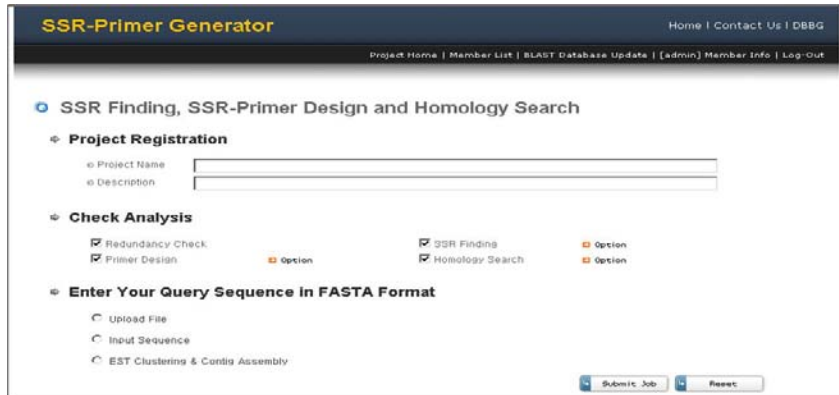 SSR-Primer Generator
Home | Contact Us | DBBG
Project Home | Member List | BLAST Database Update | [admin] Member Info | Log-Out
SSR Finding, SSR-Primer Design and Homology Search
Project Registration
Project Name
Description
Check Analysis
Redundancy Check
SSR Finding Option
Primer Design Option
Homology Search Option
Enter Your Query Sequence in FASTA Format
Upload File
Input Sequence
EST Clustering & Contig Assembly
Submit Job Reset